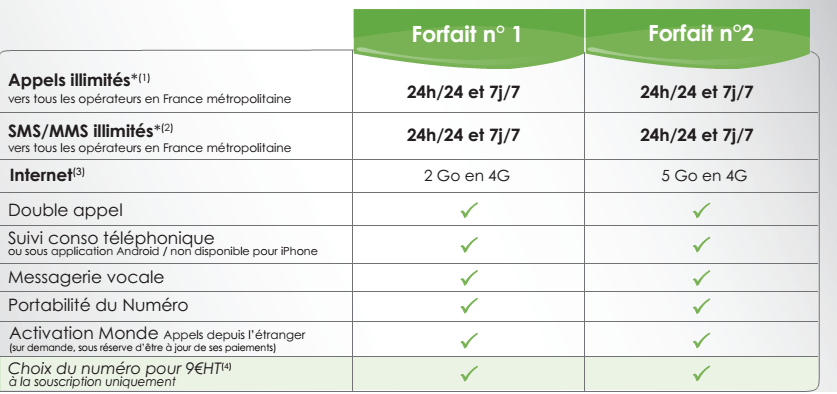 Forfait n° 1 Forfait n°2
Appels illimités*(1)
vers tous les opérateurs en France métropolitaine
24h/24 et 7j/7 24h/24 et 7j/7
SMS/MMS illimités*(2)
vers tous les opérateurs en France métropolitaine
24h/24 et 7j/7 24h/24 et 7j/7
Internet(3) 2 Go en 4G 5 Go en 4G
Double appel ✓ ✓
Suivi conso téléphonique
ou sous application Android / non disponible pour iPhone
✓ ✓
Messagerie vocale ✓ ✓
Portabilité du Numéro ✓ ✓
Activation Monde Appels depuis l'étranger
(sur demande, sous réserve d'être à jour de ses paiements)
✓ ✓
Choix du numéro pour 9€HT(4)
à la souscription uniquement
✓ ✓